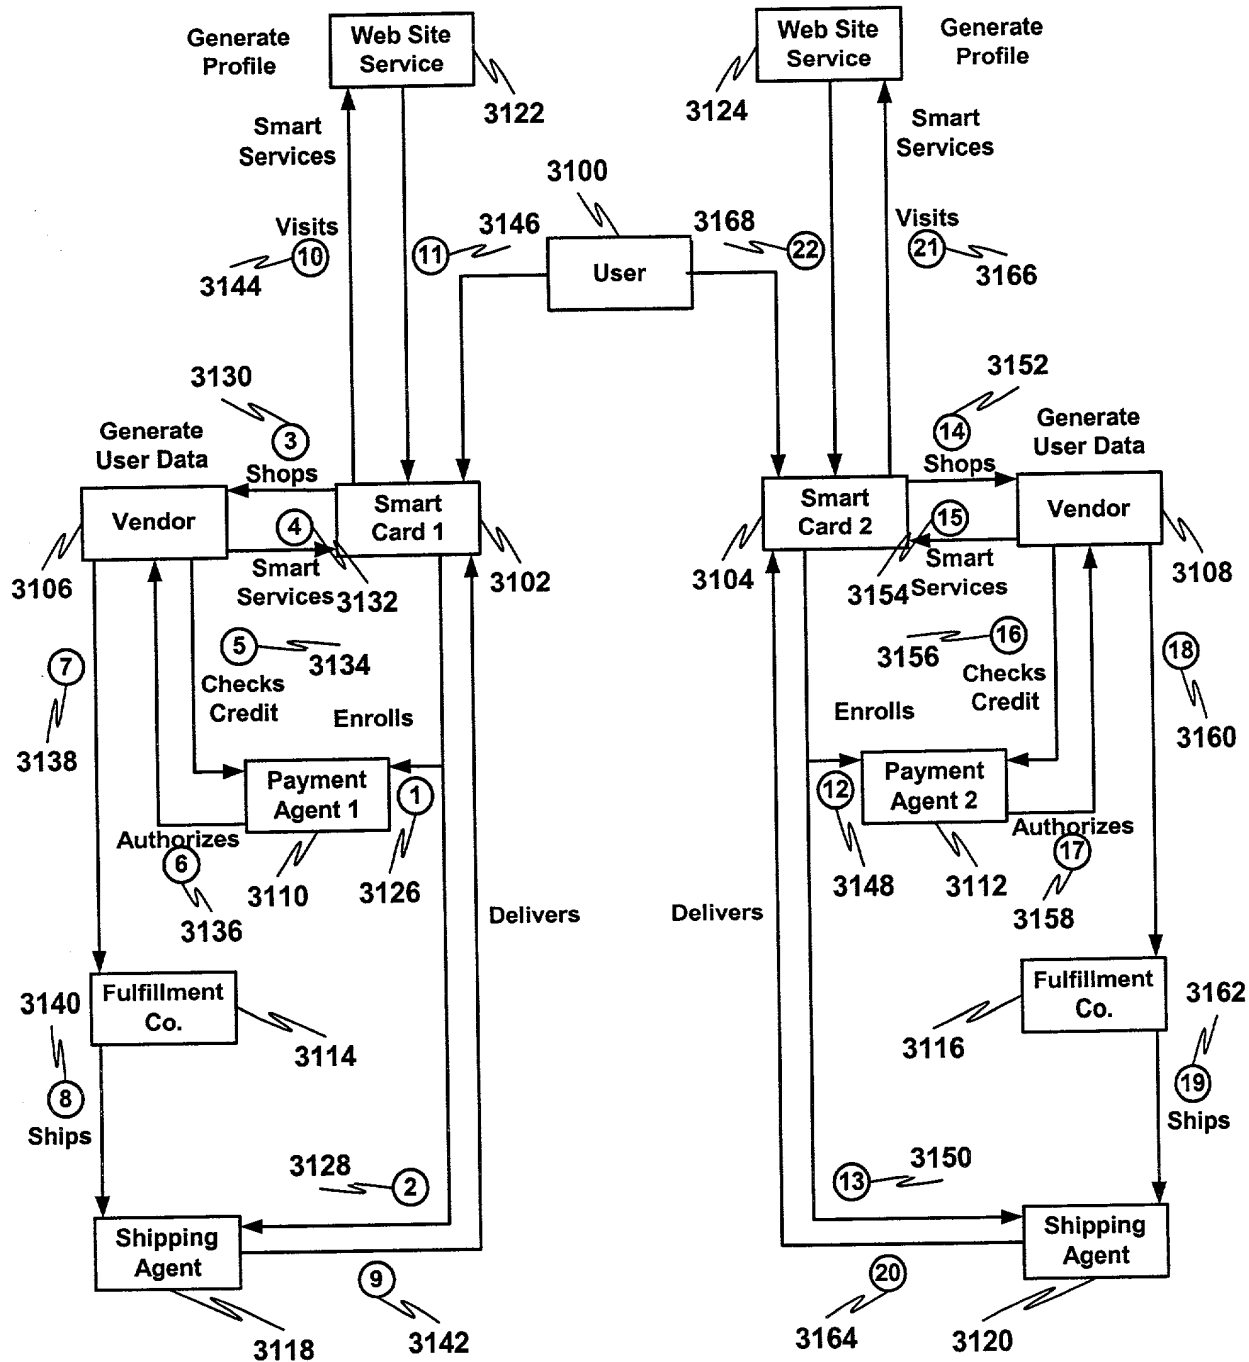 Generate
Profile
Web Site
Service
3122
Web Site
Service
3124
Generate
Profile
Smart
Services
Smart
Services
3100
Visits
10
3144
11
3146
User
3168
22
Visits
21
3166
3130
3
Shops
3152
14
Shops
Generate
User Data
Generate
User Data
Vendor
3106
4
Smart
Services
3132
Smart
Card 1
3102
Smart
Card 2
3104
15
Smart
Services
3154
Vendor
3108
7
3138
5
3134
Checks
Credit
Enrolls
3156
16
Checks
Credit
Enrolls
18
3160
Payment
Agent 1
3110
1
3126
Authorizes
6
3136
12
3148
Payment
Agent 2
3112
Authorizes
17
3158
Delivers
Delivers
Fulfillment
Co.
3114
3140
8
Ships
Fulfillment
Co.
3116
3162
19
Ships
3128
2
13
3150
Shipping
Agent
3118
9
3142
20
3164
Shipping
Agent
3120